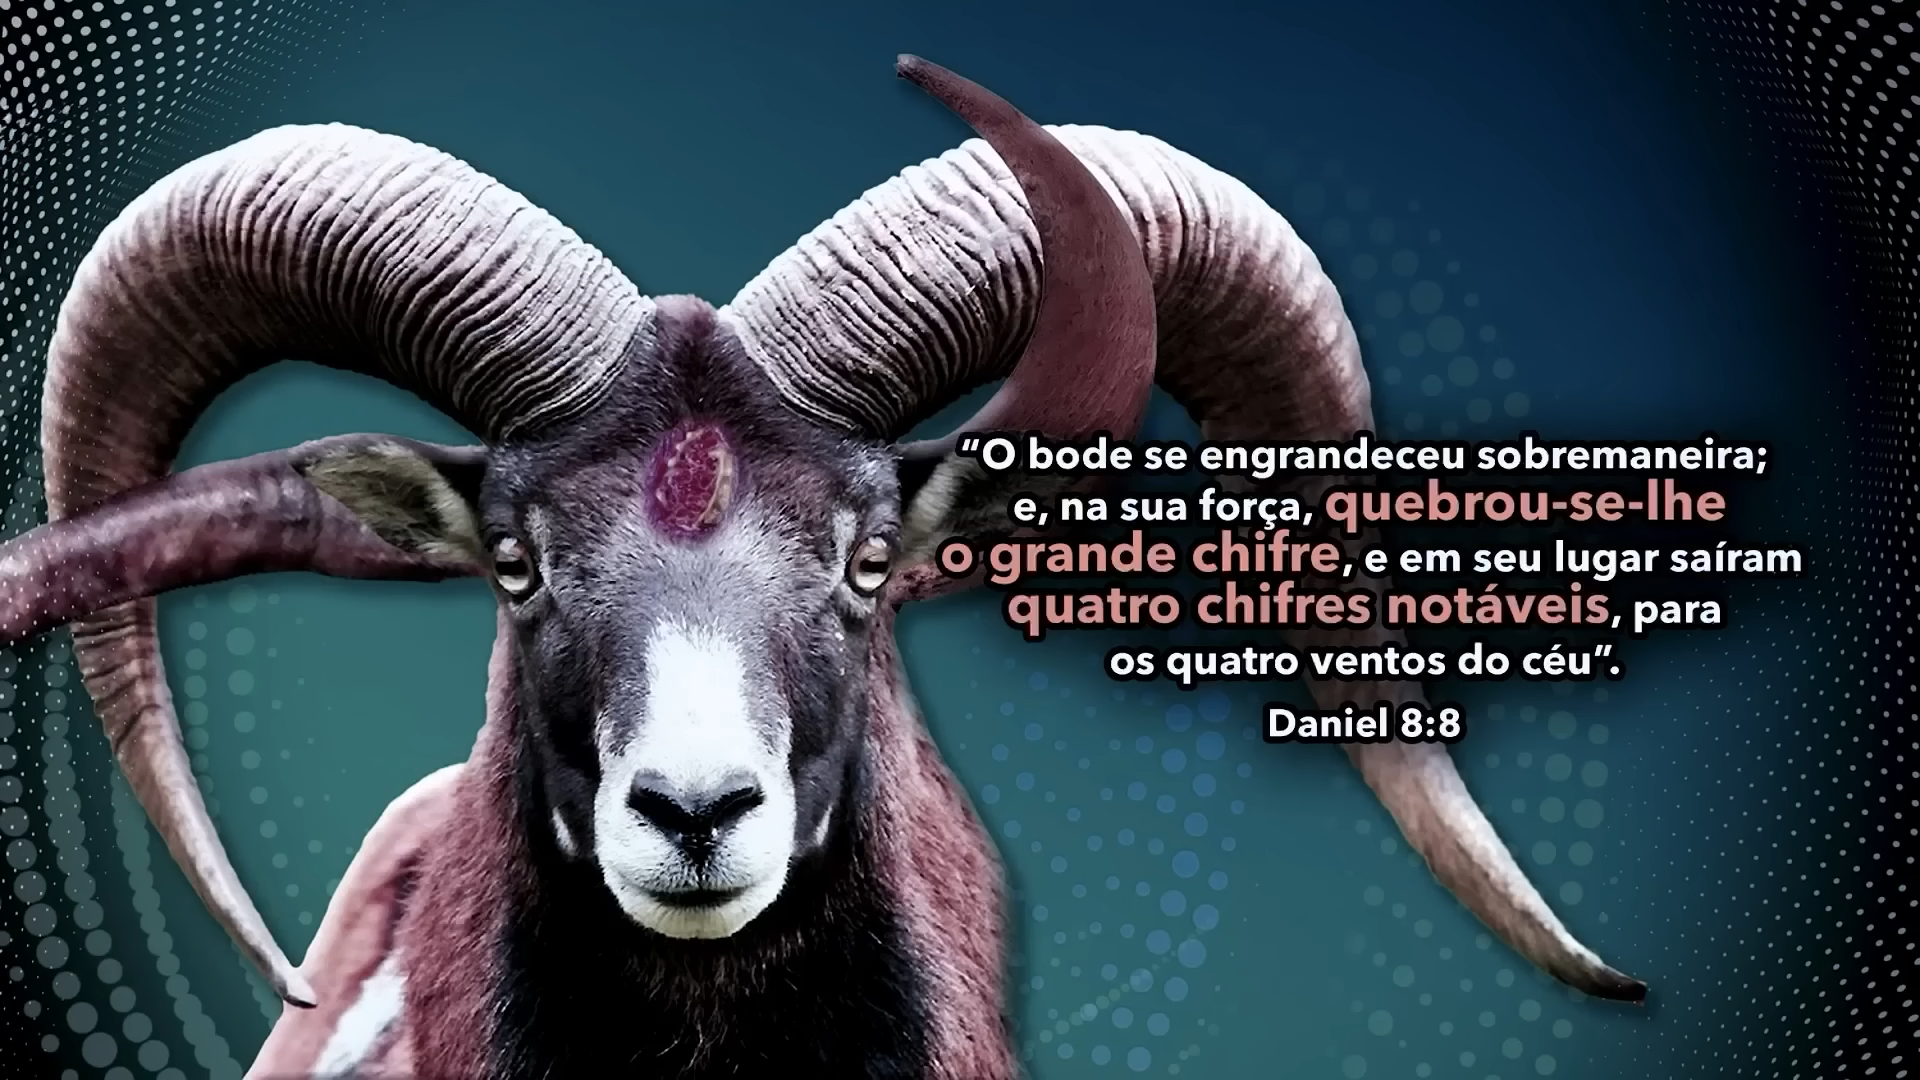 “O bode se engrandeceu sobremaneira;
e, na sua força, quebrou-se-lhe
o grande chifre, e em seu lugar saíram
quatro chifres notáveis, para
os quatro ventos do céu”.
Daniel 8:8